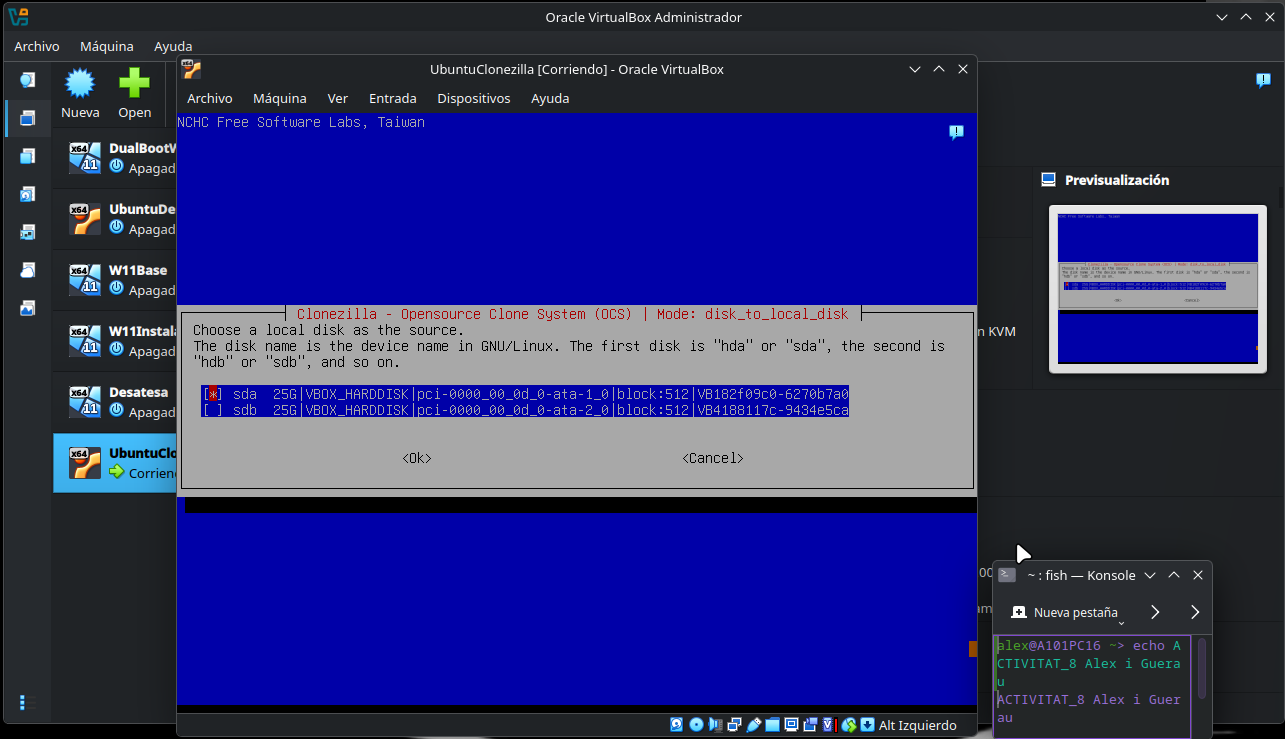 Oracle VirtualBox Administrador
Archivo Máquina Ayuda
Nueva Open
DualBootW
Apagad
UbuntuDe
Apagad
W11Base
Apagad
W11Instala
Apagad
Desatesa
Apagad
UbuntuClo
Corrien
UbuntuClonezilla [Corriendo] - Oracle VirtualBox
Archivo Máquina Ver Entrada Dispositivos Ayuda
NCHC Free Software Labs, Taiwan
Clonezilla - Opensource Clone System (OCS) | Mode: disk_to_local_disk
Choose a local disk as the source.
The disk name is the device name in GNU/Linux. The first disk is "hda" or "sda", the second is
"hdb" or "sdb", and so on.
[*] sda 25G|VBOX_HARDDISK|pci-0000_00_0d_0-ata-1_0|block:512|VB182f09c0-6270b7a0
[ ] sdb 25G|VBOX_HARDDISK|pci-0000_00_0d_0-ata-2_0|block:512|VB4188117c-9434e5ca
<Ok> <Cancel>
Alt Izquierdo
Previsualización
n KVM
~ : fish — Konsole
Nueva pestaña
alex@A101PC16 ~> echo A
CTIVITAT_8 Alex i Guera
u
ACTIVITAT_8 Alex i Guer
au